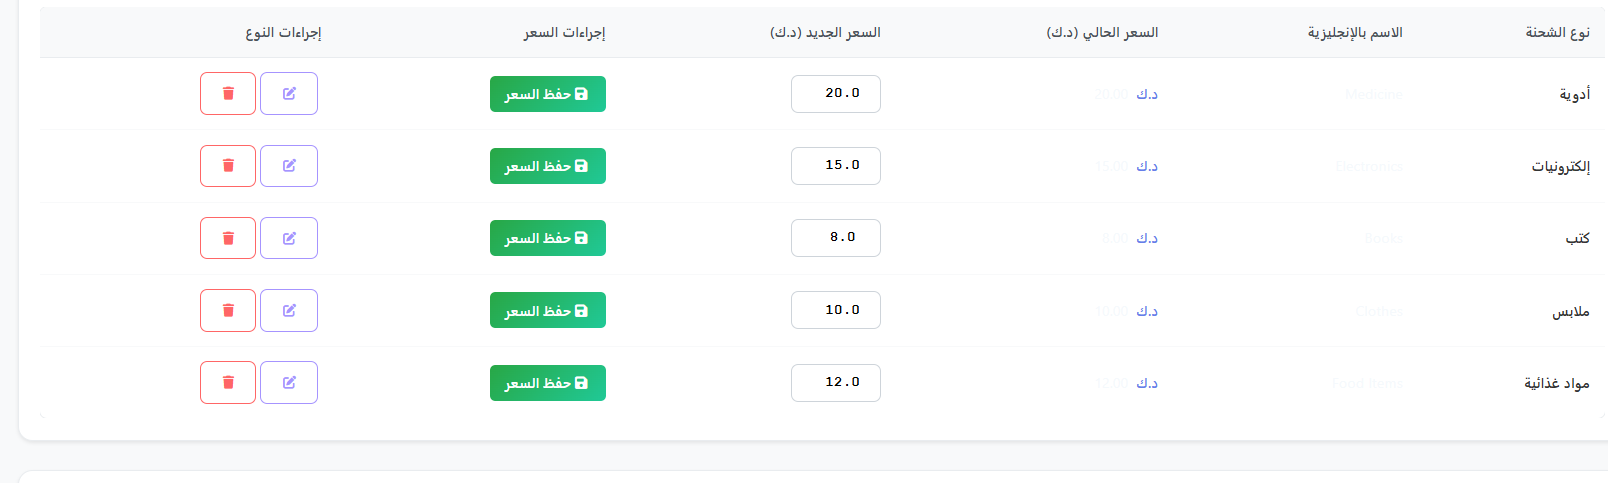 نوع الشحنة الاسم بالإنجليزية السعر الحالي (د.ك) السعر الجديد (د.ك) إجراءات السعر إجراءات النوع
أدوية Medicine 20.00 د.ك 20.0 حفظ السعر
إلكترونيات Electronics 15.00 د.ك 15.0 حفظ السعر
كتب Books 8.00 د.ك 8.0 حفظ السعر
ملابس Clothes 10.00 د.ك 10.0 حفظ السعر
مواد غذائية Food Items 12.00 د.ك 12.0 حفظ السعر